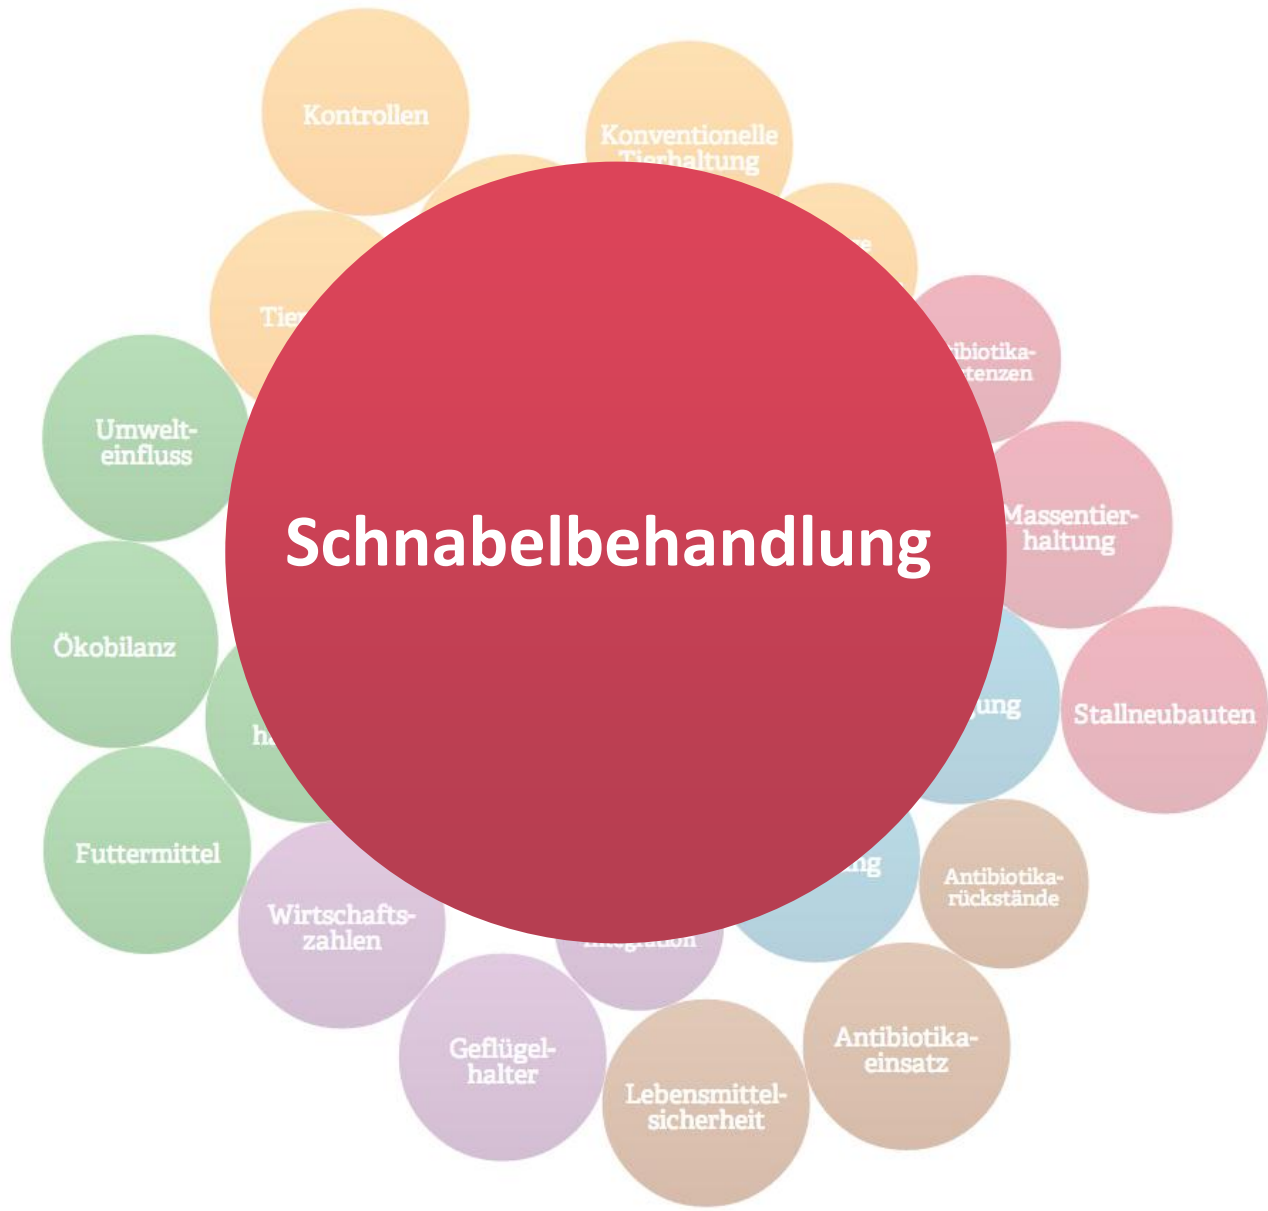 Kontrollen
Konventionelle
Tierhaltung
Umwelt-
einfluss
Massentier-
haltung
Schnabelbehandlung
Ökobilanz
Stallneubauten
Futtermittel
Antibiotika-
rückstände
Wirtschafts-
zahlen
Geflügel-
halter
Antibiotika-
einsatz
Lebensmittel-
sicherheit